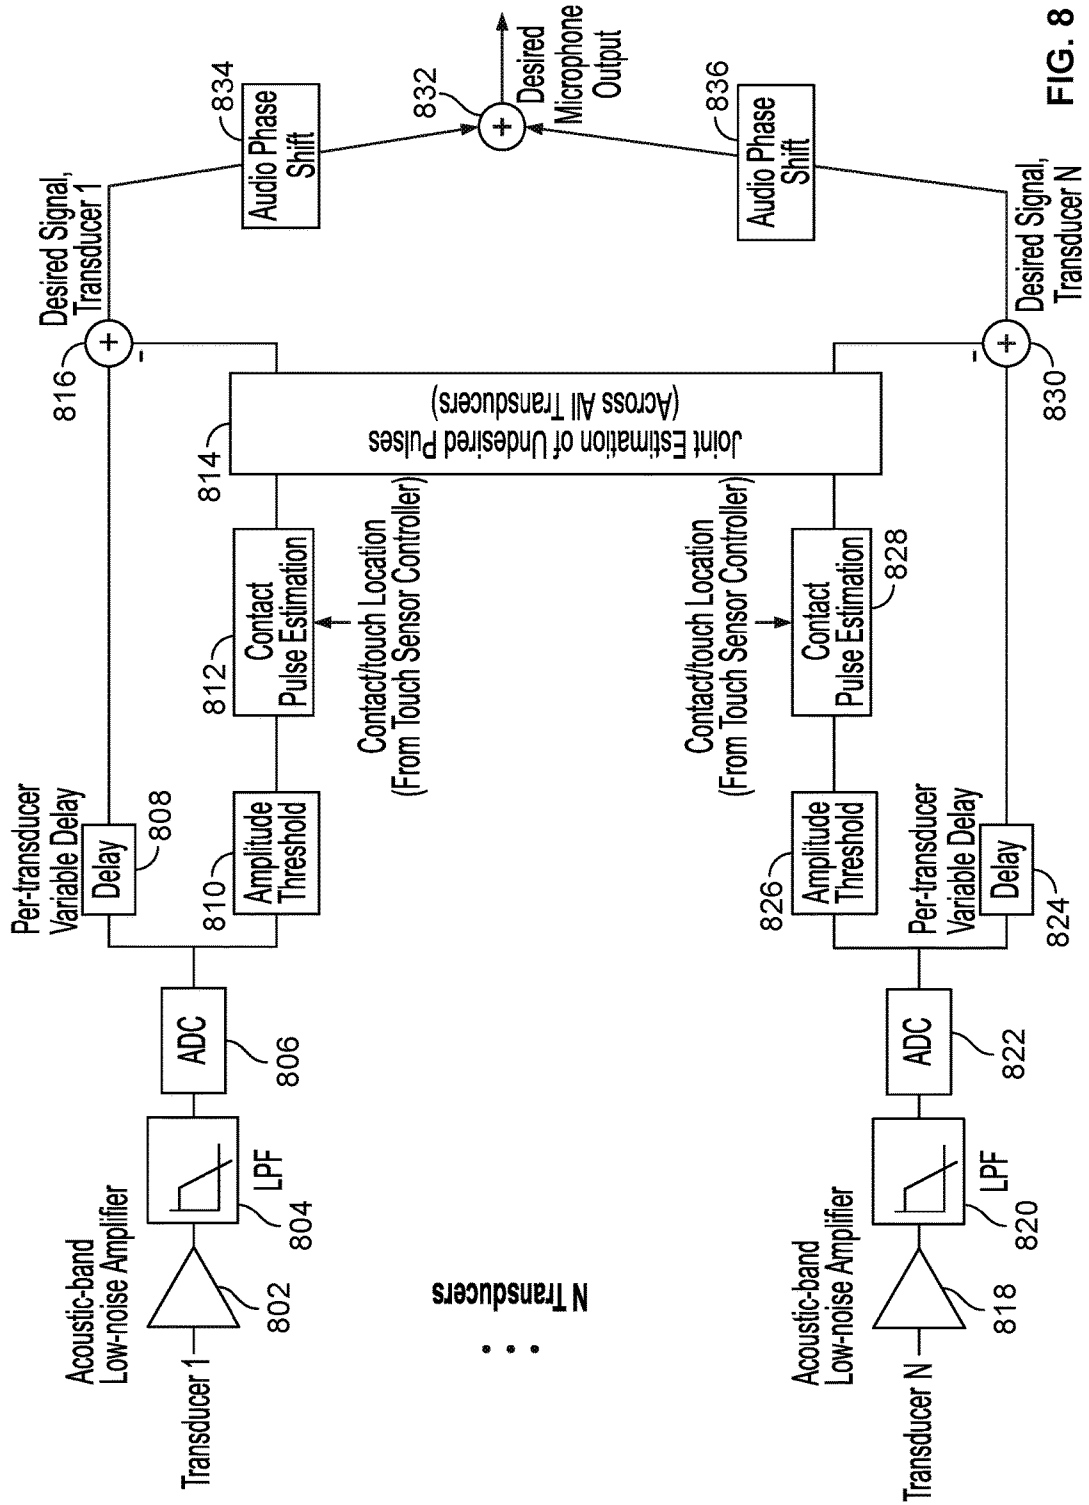 Transducer 1
Acoustic-band
Low-noise Amplifier
802
LPF
804
ADC
806
Per-transducer
Variable Delay
Delay
808
Amplitude
Threshold
810
Contact
Pulse Estimation
812
Contact/touch Location
(From Touch Sensor Controller)
Joint Estimation of Undesired Pulses
(Across All Transducers)
814
+
-
816
Desired Signal,
Transducer 1
Audio Phase
Shift
834
+
832
Desired
Microphone
Output
N Transducers
Transducer N
Acoustic-band
Low-noise Amplifier
818
LPF
820
ADC
822
Amplitude
Threshold
826
Per-transducer
Variable Delay
Delay
824
Contact/touch Location
(From Touch Sensor Controller)
Contact
Pulse Estimation
828
-
+
830
Desired Signal,
Transducer N
Audio Phase
Shift
836
FIG. 8